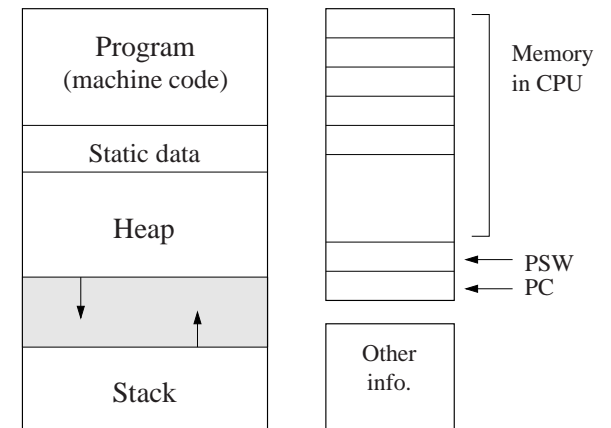 Program
(machine code)
Static data
Heap
Stack
Memory
in CPU
PSW
PC
Other
info.